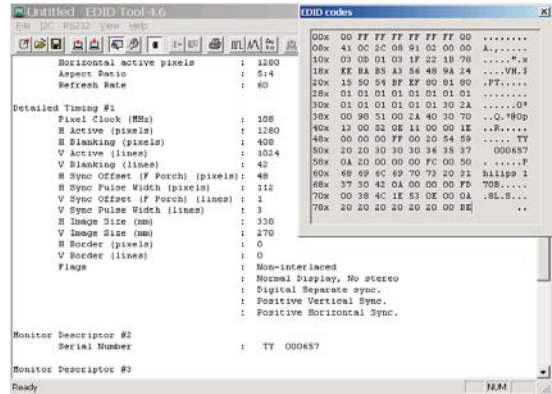 Untitled - EDID Tool 4.6
File I2C RS232 View Help
Horizontal active pixels : 1280
Aspect Ratio : 5:4
Refresh Rate : 60
Detailed Timing #1
Pixel Clock (MHz) : 108
H Active (pixels) : 1280
H Blanking (pixels) : 408
V Active (lines) : 1024
V Blanking (lines) : 42
H Sync Offset (F Porch) (pixels): 48
H Sync Pulse Width (pixels) : 112
V Sync Offset (F Porch) (lines) : 1
V Sync Pulse Width (lines) : 3
H Image Size (mm) : 338
V Image Size (mm) : 270
H Border (pixels) : 0
V Border (lines) : 0
Flags : Non-interlaced
: Normal Display, No stereo
: Digital Separate sync.
: Positive Vertical Sync.
: Positive Horizontal Sync.
Monitor Descriptor #2
Serial Number : TY 000657
Monitor Descriptor #3
Ready
NUM
EDID codes
00x 00 FF FF FF FF FF FF 00 ........
08x 41 0C 2C 08 91 02 00 00 A.,.....
10x 03 0D 01 03 1F 22 1B 78 .....".x
18x EE BA B5 A3 56 48 9A 24 ....VH.$
20x 15 50 54 BF EF 80 81 80 .PT.....
28x 01 01 01 01 01 01 01 01 ........
30x 01 01 01 01 01 01 30 2A ......0*
38x 00 98 51 00 2A 40 30 70 ..Q.*@0p
40x 13 00 52 0E 11 00 00 1E ..R.....
48x 00 00 00 FF 00 20 54 59 ..... TY
50x 20 20 30 30 30 36 35 37 000657
58x 0A 20 00 00 00 FC 00 50 . .....P
60x 68 69 6C 69 70 73 20 31 hilips 1
68x 37 30 42 0A 00 00 00 FD 70B.....
70x 00 38 4C 1E 53 0E 00 0A .8L.S...
78x 20 20 20 20 20 20 00 BE ..